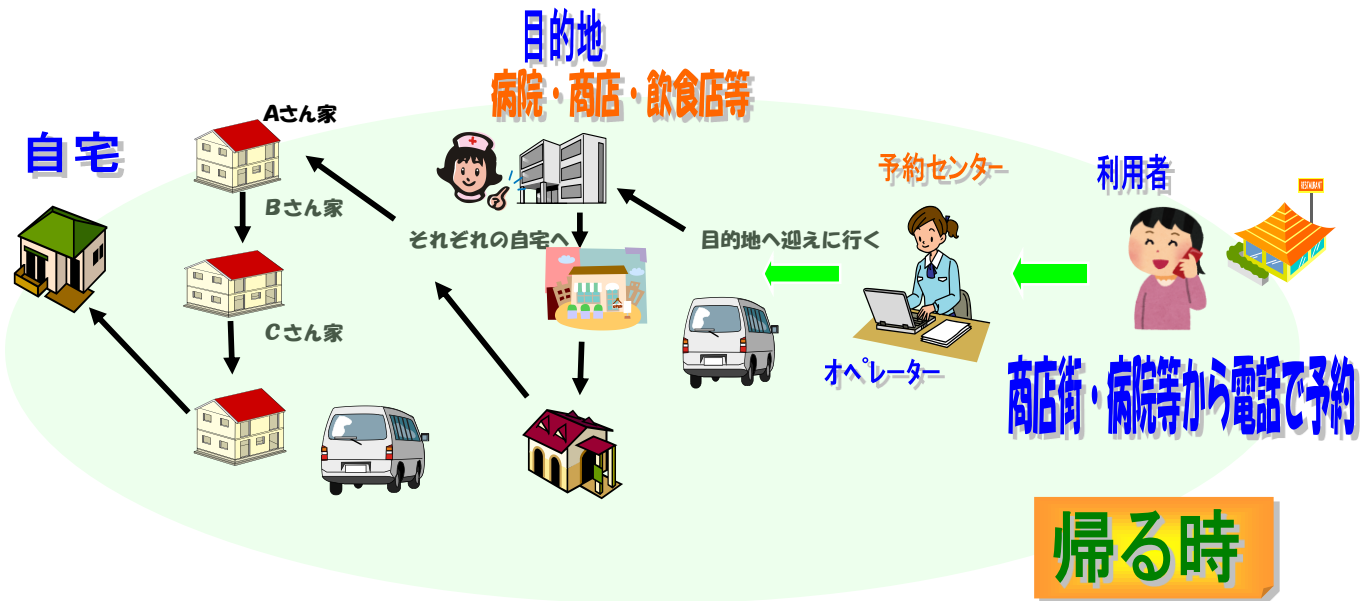 目的地
病院・商店・飲食店等
自宅
Aさん家
Bさん家
Cさん家
それぞれの自宅へ
目的地へ迎えに行く
予約センター
オペレーター
利用者
RESTAURANT
商店街・病院等から電話で予約
帰る時